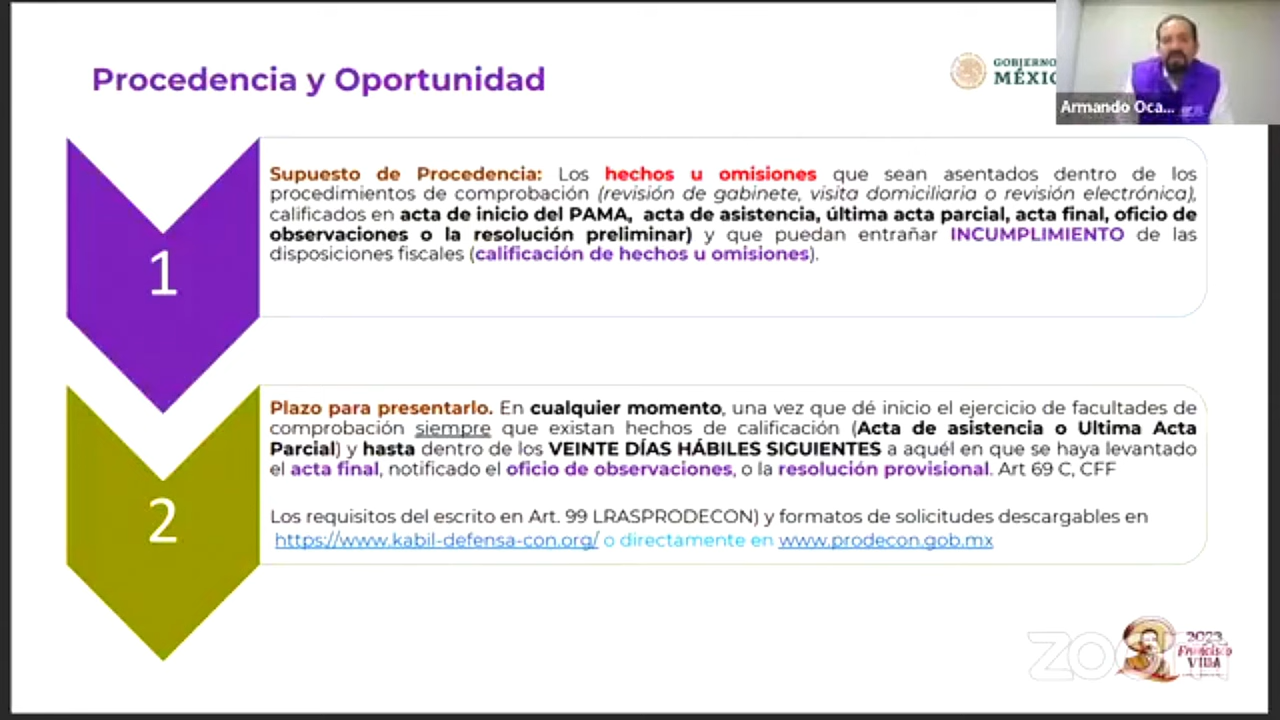 Procedencia y Oportunidad
GOBIERNO
MÉXIC
Armando Oca...
1
Supuesto de Procedencia: Los hechos u omisiones que sean asentados dentro de los
procedimientos de comprobación (revisión de gabinete, visita domiciliaria o revisión electrónica),
calificados en acta de inicio del PAMA, acta de asistencia, última acta parcial, acta final, oficio de
observaciones o la resolución preliminar) y que puedan entrañar INCUMPLIMIENTO de las
disposiciones fiscales (calificación de hechos u omisiones).
2
Plazo para presentarlo. En cualquier momento, una vez que dé inicio el ejercicio de facultades de
comprobación siempre que existan hechos de calificación (Acta de asistencia o Ultima Acta
Parcial) y hasta dentro de los VEINTE DÍAS HÁBILES SIGUIENTES a aquél en que se haya levantado
el acta final, notificado el oficio de observaciones, o la resolución provisional. Art 69 C, CFF
Los requisitos del escrito en Art. 99 LRASPRODECON) y formatos de solicitudes descargables en
https://www.kabil-defensa-con.org/ o directamente en www.prodecon.gob.mx
zoom
2023
Francisco
VILLA